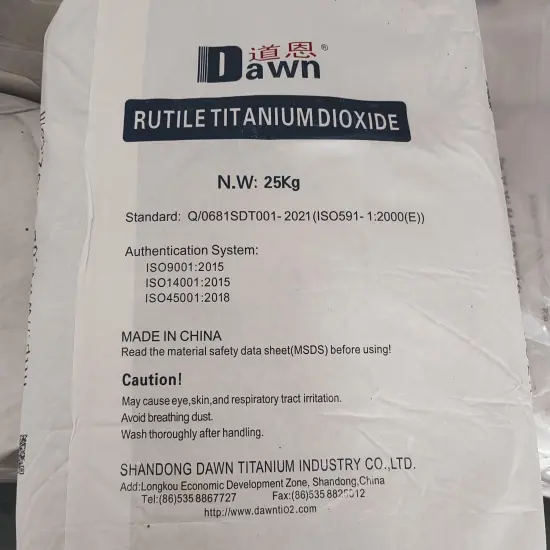 道恩®
Dawn
RUTILE TITANIUM DIOXIDE
N.W: 25Kg
Standard: Q/0681SDT001-2021(ISO591-1:2000(E))
Authentication System:
ISO9001:2015
ISO14001:2015
ISO45001:2018
MADE IN CHINA
Read the material safety data sheet(MSDS) before using!
Caution!
May cause eye,skin,and respiratory tract irritation.
Avoid breathing dust.
Wash thoroughly after handling.
SHANDONG DAWN TITANIUM INDUSTRY CO.,LTD.
Add:Longkou Economic Development Zone, Shandong,China
Tel:(86)535 8867727 Fax:(86)535
http://www.dawntio2.com